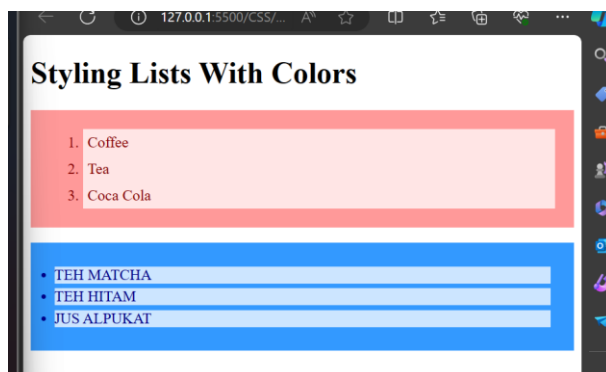 127.0.0.1:5500/CSS/...
Styling Lists With Colors
1. Coffee
2. Tea
3. Coca Cola
• TEH MATCHA
• TEH HITAM
• JUS ALPUKAT